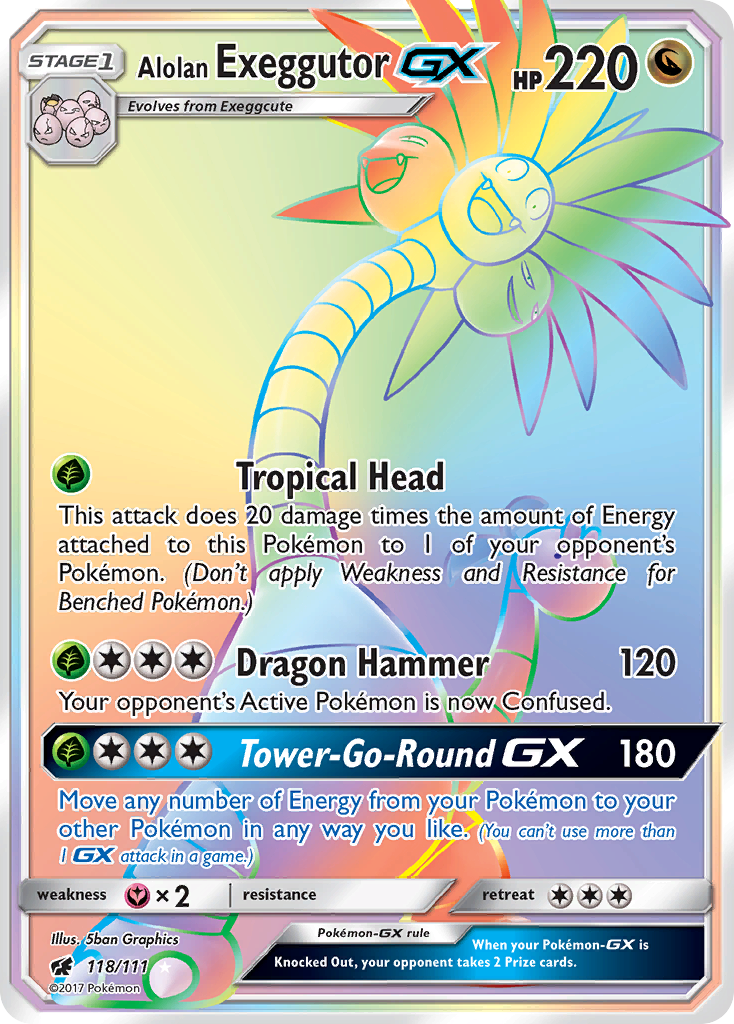 STAGE1
Alolan Exeggutor GX
HP 220
Evolves from Exeggcute
Tropical Head
This attack does 20 damage times the amount of Energy
attached to this Pokémon to 1 of your opponent's
Pokémon. (Don't apply Weakness and Resistance for
Benched Pokémon.)
Dragon Hammer 120
Your opponent's Active Pokémon is now Confused.
Tower-Go-Round GX 180
Move any number of Energy from your Pokémon to your
other Pokémon in any way you like. (You can't use more than
1 GX attack in a game.)
weakness ×2 resistance retreat
Illus. 5ban Graphics
118/111
©2017 Pokémon
Pokémon-GX rule
When your Pokémon-GX is
Knocked Out, your opponent takes 2 Prize cards.